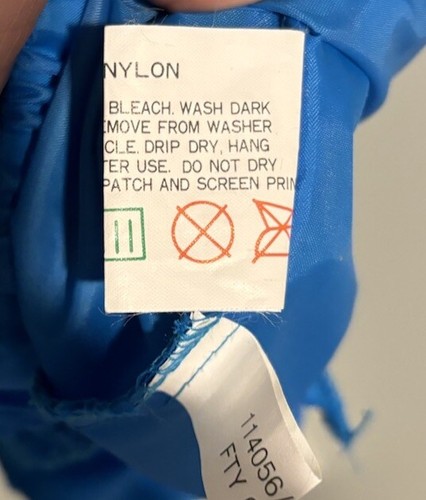 NYLON
BLEACH. WASH DARK
EMOVE FROM WASHER
CLE. DRIP DRY, HANG
TER USE. DO NOT DRY
PATCH AND SCREEN PRIN
114056
FTY